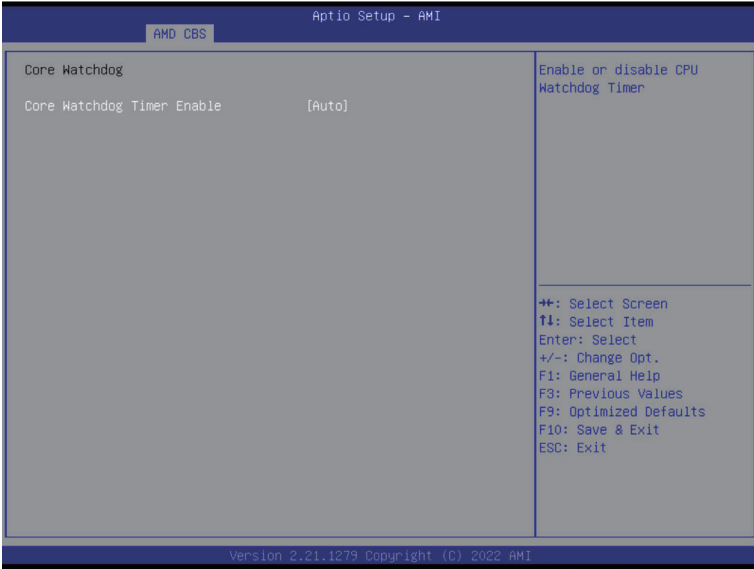 Aptio Setup – AMI
AMD CBS
Core Watchdog
Core Watchdog Timer Enable [Auto]
Enable or disable CPU
Watchdog Timer
→←: Select Screen
↑↓: Select Item
Enter: Select
+/-: Change Opt.
F1: General Help
F3: Previous Values
F9: Optimized Defaults
F10: Save & Exit
ESC: Exit
Version 2.21.1279 Copyright (C) 2022 AMI